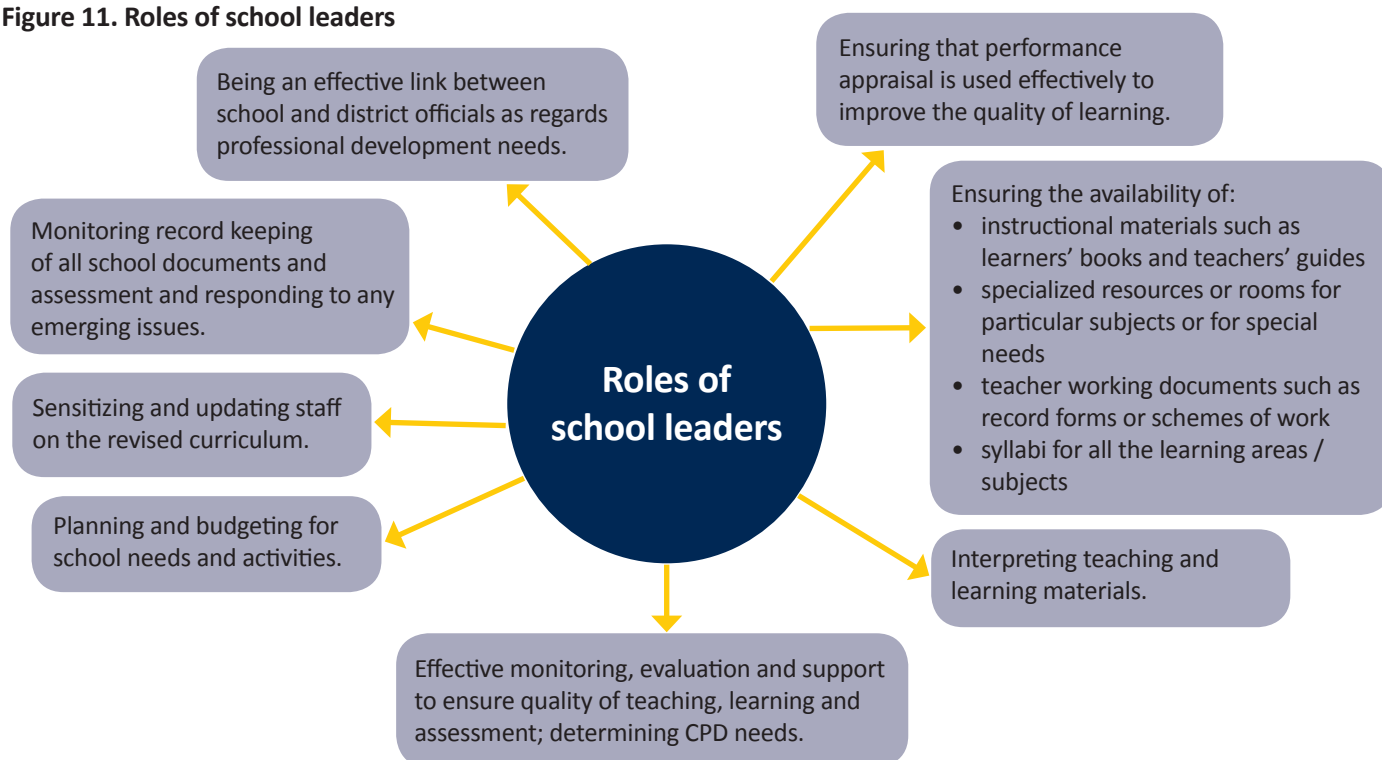 Figure 11. Roles of school leaders
Being an effective link between
school and district officials as regards
professional development needs.
Ensuring that performance
appraisal is used effectively to
improve the quality of learning.
Monitoring record keeping
of all school documents and
assessment and responding to any
emerging issues.
Ensuring the availability of:
• instructional materials such as
learners’ books and teachers’ guides
• specialized resources or rooms for
particular subjects or for special
needs
• teacher working documents such as
record forms or schemes of work
• syllabi for all the learning areas /
subjects
Roles of
school leaders
Sensitizing and updating staff
on the revised curriculum.
Planning and budgeting for
school needs and activities.
Interpreting teaching and
learning materials.
Effective monitoring, evaluation and support
to ensure quality of teaching, learning and
assessment; determining CPD needs.